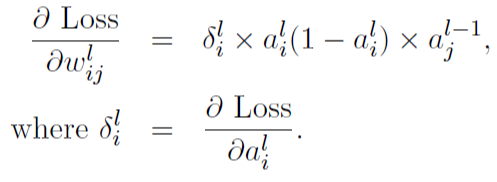 ∂ Loss / ∂w^l_{ij} = δ^l_i × a^l_i(1 − a^l_i) × a^{l−1}_j,
where δ^l_i = ∂ Loss / ∂a^l_i.